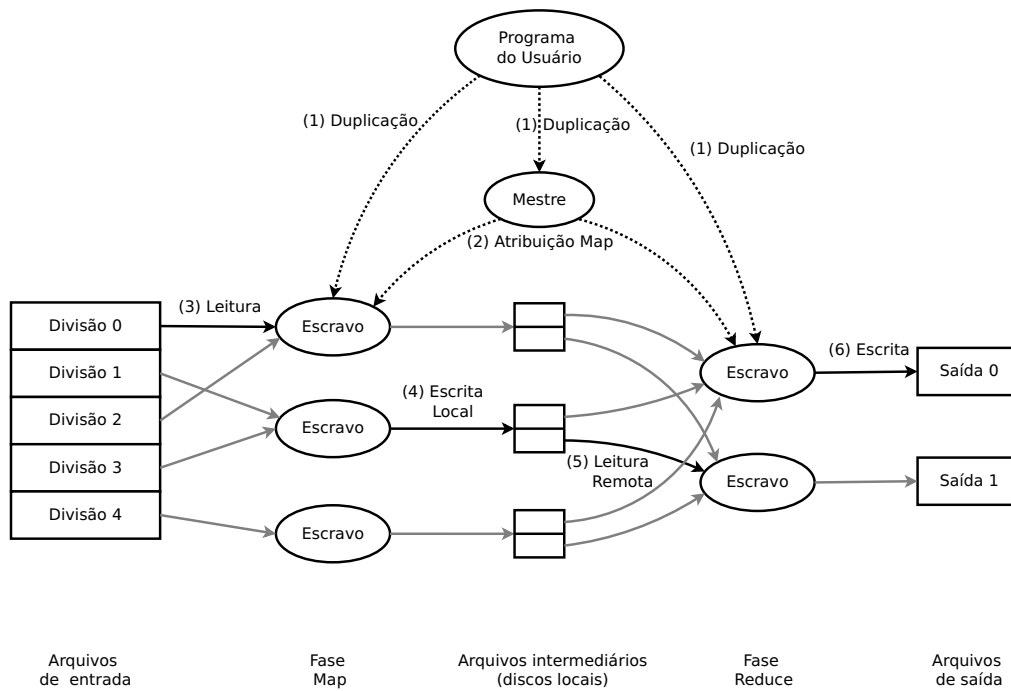 Programa
do Usuário
(1) Duplicação
(1) Duplicação
(1) Duplicação
Mestre
(2) Atribuição Map
(3) Leitura
Divisão 0
Divisão 1
Divisão 2
Divisão 3
Divisão 4
Escravo
Escravo
Escravo
(4) Escrita
Local
(5) Leitura
Remota
Escravo
Escravo
(6) Escrita
Saída 0
Saída 1
Arquivos
de entrada
Fase
Map
Arquivos intermediários
(discos locais)
Fase
Reduce
Arquivos
de saída